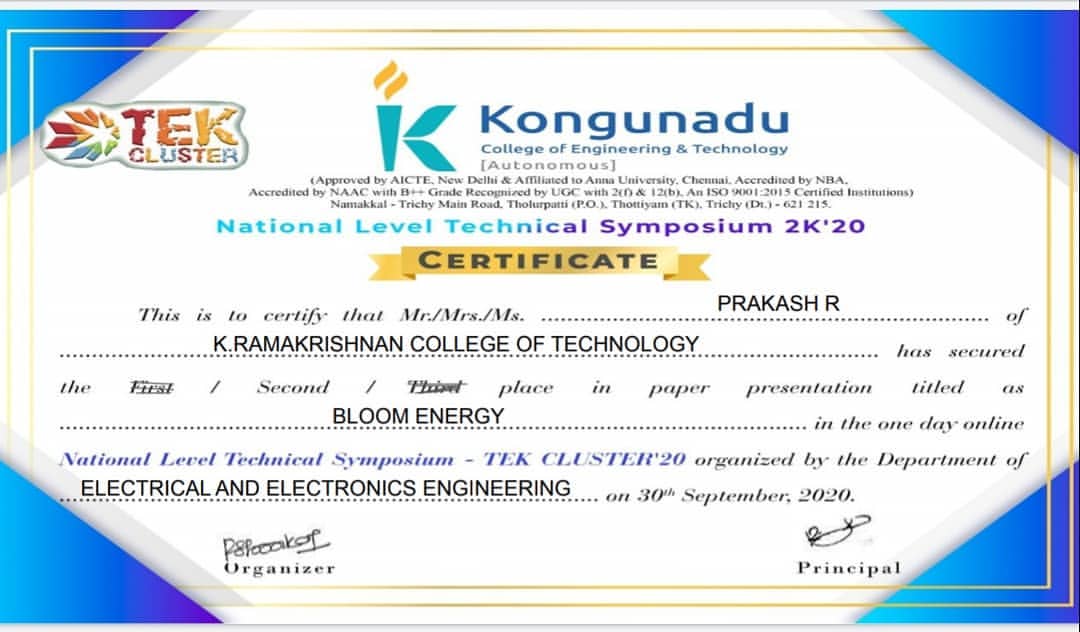 TEK
CLUSTER
K
Kongunadu
College of Engineering & Technology
[Autonomous]
(Approved by AICTE, New Delhi & Affiliated to Anna University, Chennai, Accredited by NBA,
Accredited by NAAC with B++ Grade Recognized by UGC with 2(f) & 12(b), An ISO 9001:2015 Certified Institutions)
Namakkal - Trichy Main Road, Tholurpatti (P.O.), Thottiyam (TK), Trichy (Dt.) - 621 215.
National Level Technical Symposium 2K'20
CERTIFICATE
This is to certify that Mr./Mrs./Ms. PRAKASH R of
K.RAMAKRISHNAN COLLEGE OF TECHNOLOGY has secured
the First / Second / Third place in paper presentation titled as
BLOOM ENERGY in the one day online
National Level Technical Symposium - TEK CLUSTER'20 organized by the Department of
ELECTRICAL AND ELECTRONICS ENGINEERING on 30th September, 2020.
Organizer Principal